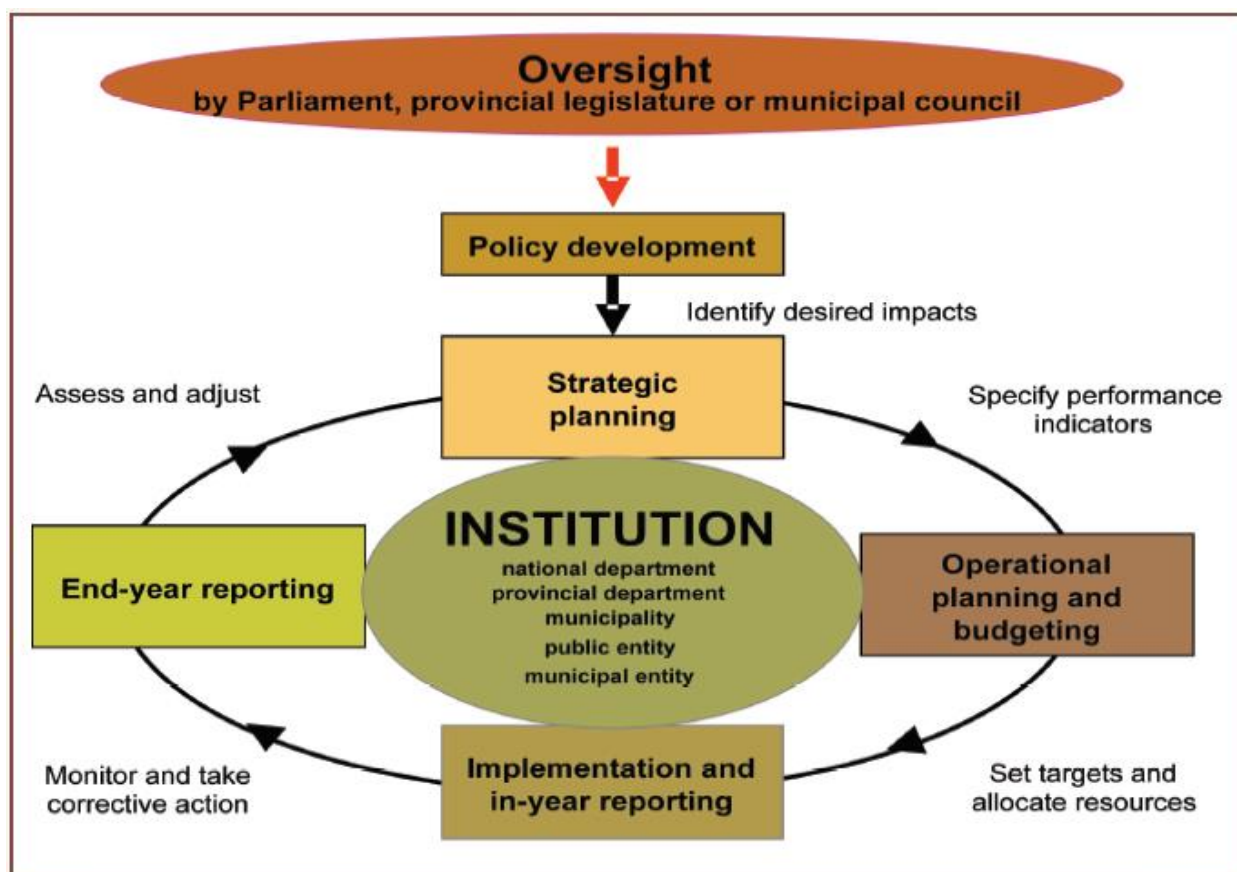 Oversight
by Parliament, provincial legislature or municipal council
Policy development
Identify desired impacts
Strategic
planning
Assess and adjust
Specify performance
indicators
INSTITUTION
national department
provincial department
municipality
public entity
municipal entity
End-year reporting
Operational
planning and
budgeting
Monitor and take
corrective action
Implementation and
in-year reporting
Set targets and
allocate resources